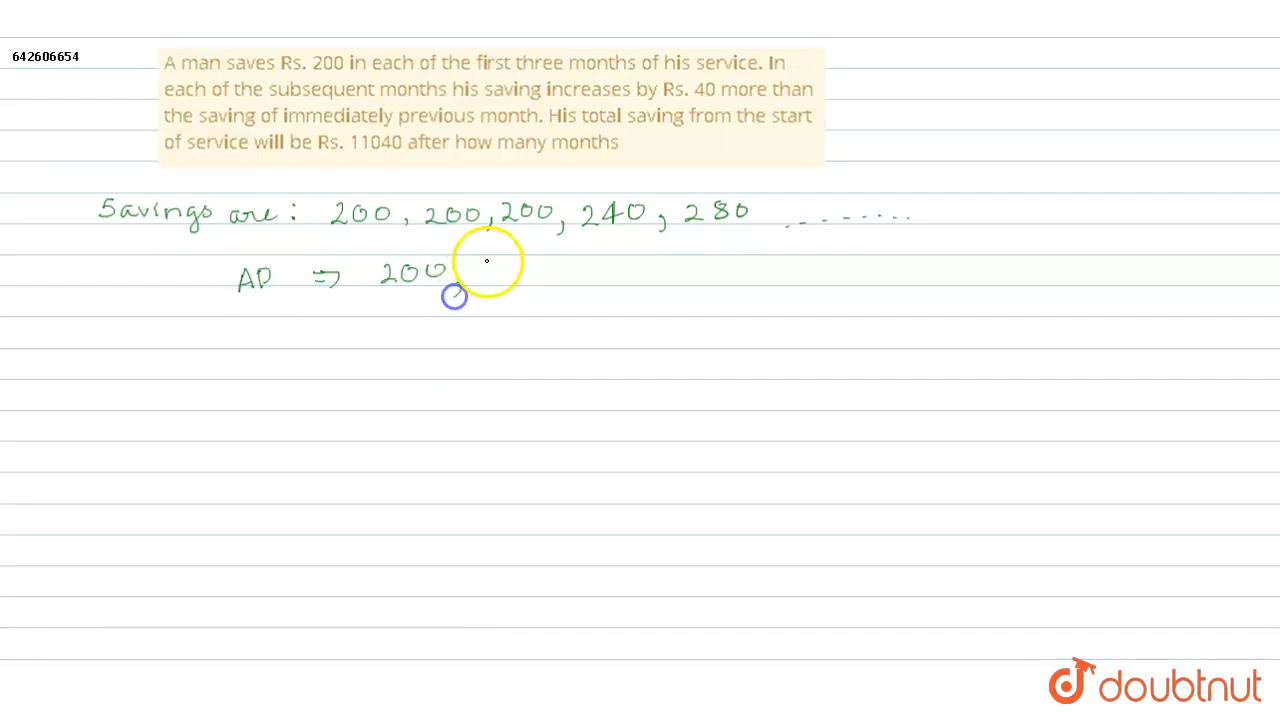 642606654
A man saves Rs. 200 in each of the first three months of his service. In
each of the subsequent months his saving increases by Rs. 40 more than
the saving of immediately previous month. His total saving from the start
of service will be Rs. 11040 after how many months
Savings are : 200, 200, 200, 240, 280 ........
AP ⇒ 200,
doubtnut